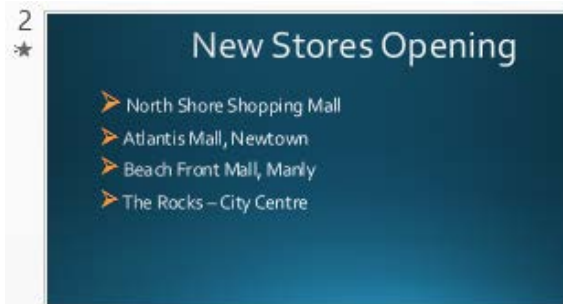 2
New Stores Opening
North Shore Shopping Mall
Atlantis Mall, Newtown
Beach Front Mall, Manly
The Rocks – City Centre